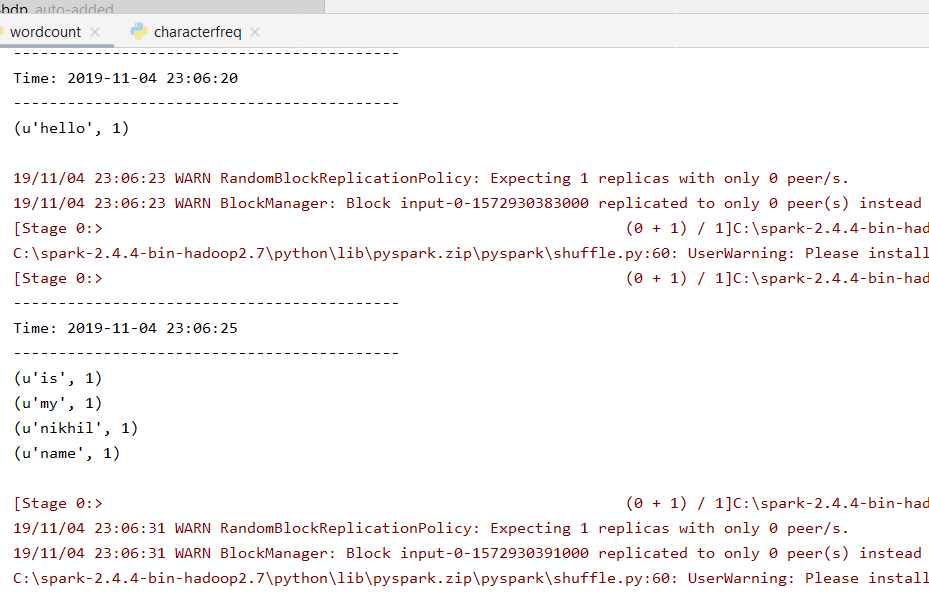 bdp auto-added
wordcount × characterfreq ×
-------------------------------------------
Time: 2019-11-04 23:06:20
-------------------------------------------
(u'hello', 1)
19/11/04 23:06:23 WARN RandomBlockReplicationPolicy: Expecting 1 replicas with only 0 peer/s.
19/11/04 23:06:23 WARN BlockManager: Block input-0-1572930383000 replicated to only 0 peer(s) instead
[Stage 0:> (0 + 1) / 1]C:\spark-2.4.4-bin-had
C:\spark-2.4.4-bin-hadoop2.7\python\lib\pyspark.zip\pyspark\shuffle.py:60: UserWarning: Please install
[Stage 0:> (0 + 1) / 1]C:\spark-2.4.4-bin-had
-------------------------------------------
Time: 2019-11-04 23:06:25
-------------------------------------------
(u'is', 1)
(u'my', 1)
(u'nikhil', 1)
(u'name', 1)
[Stage 0:> (0 + 1) / 1]C:\spark-2.4.4-bin-had
19/11/04 23:06:31 WARN RandomBlockReplicationPolicy: Expecting 1 replicas with only 0 peer/s.
19/11/04 23:06:31 WARN BlockManager: Block input-0-1572930391000 replicated to only 0 peer(s) instead
C:\spark-2.4.4-bin-hadoop2.7\python\lib\pyspark.zip\pyspark\shuffle.py:60: UserWarning: Please install